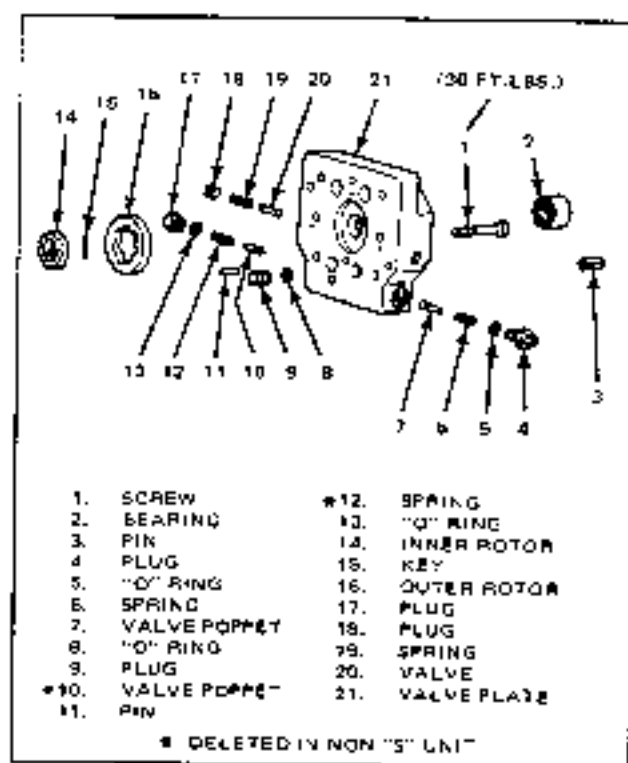 17 18 19 20 21 (30 FT.LBS.)
14 15 16 1 2
13 12 11 10 9 8 7 6 5 4 3
1. SCREW
2. BEARING
3. PIN
4 PLUG
5. "O" RING
6. SPRING
7. VALVE POPPET
8. "O" RING
9. PLUG
*10. VALVE POPPET
11. PIN
*12. SPRING
13. "O" RING
14. INNER ROTOR
15. KEY
16. OUTER ROTOR
17. PLUG
18. PLUG
19. SPRING
20. VALVE
21. VALVE PLATE
* DELETED IN NON "S" UNIT